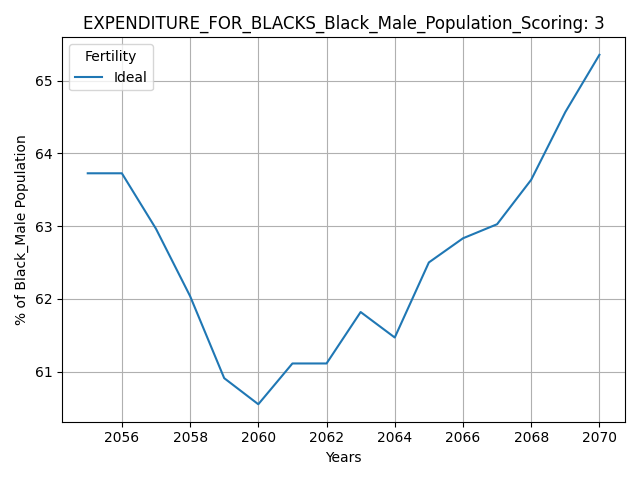 EXPENDITURE_FOR_BLACKS_Black_Male_Population_Scoring: 3
Fertility
Ideal
% of Black_Male Population
65
64
63
62
61
2056 2058 2060 2062 2064 2066 2068 2070
Years